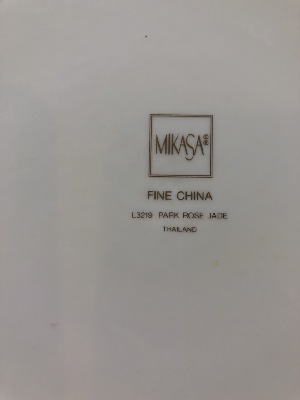 MIKASA®
FINE CHINA
L3219 PARK ROSE JADE
THAILAND